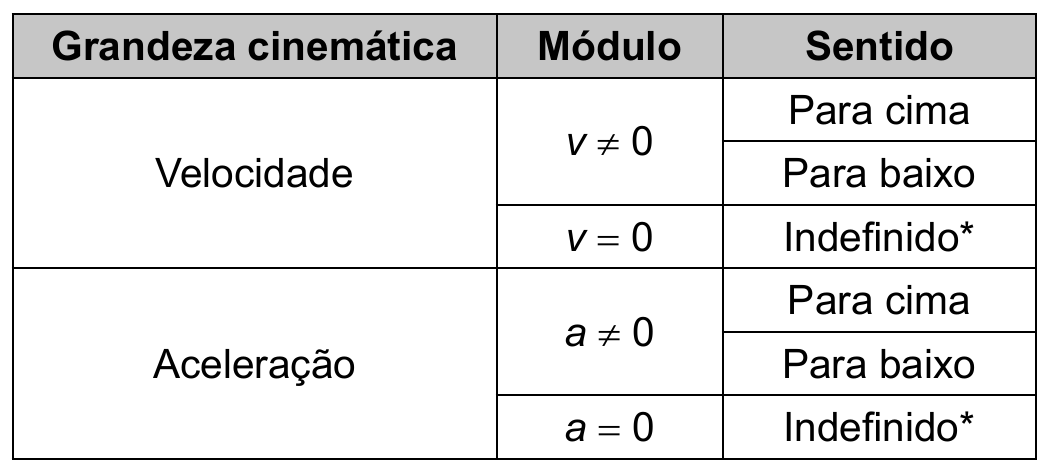 Grandeza cinemática Módulo Sentido
Velocidade
v ≠ 0
Para cima
Para baixo
v = 0 Indefinido*
Aceleração
a ≠ 0
Para cima
Para baixo
a = 0 Indefinido*